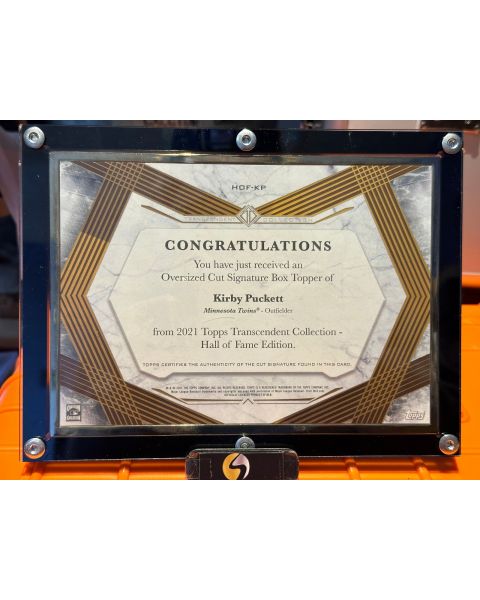 HOF-KP
TRANSCENDENT COLLECTION
CONGRATULATIONS
You have just received an
Oversized Cut Signature Box Topper of
Kirby Puckett
Minnesota Twins® - Outfielder
from 2021 Topps Transcendent Collection -
Hall of Fame Edition.
TOPPS CERTIFIES THE AUTHENTICITY OF THE CUT SIGNATURE FOUND IN THIS CARD.
Topps